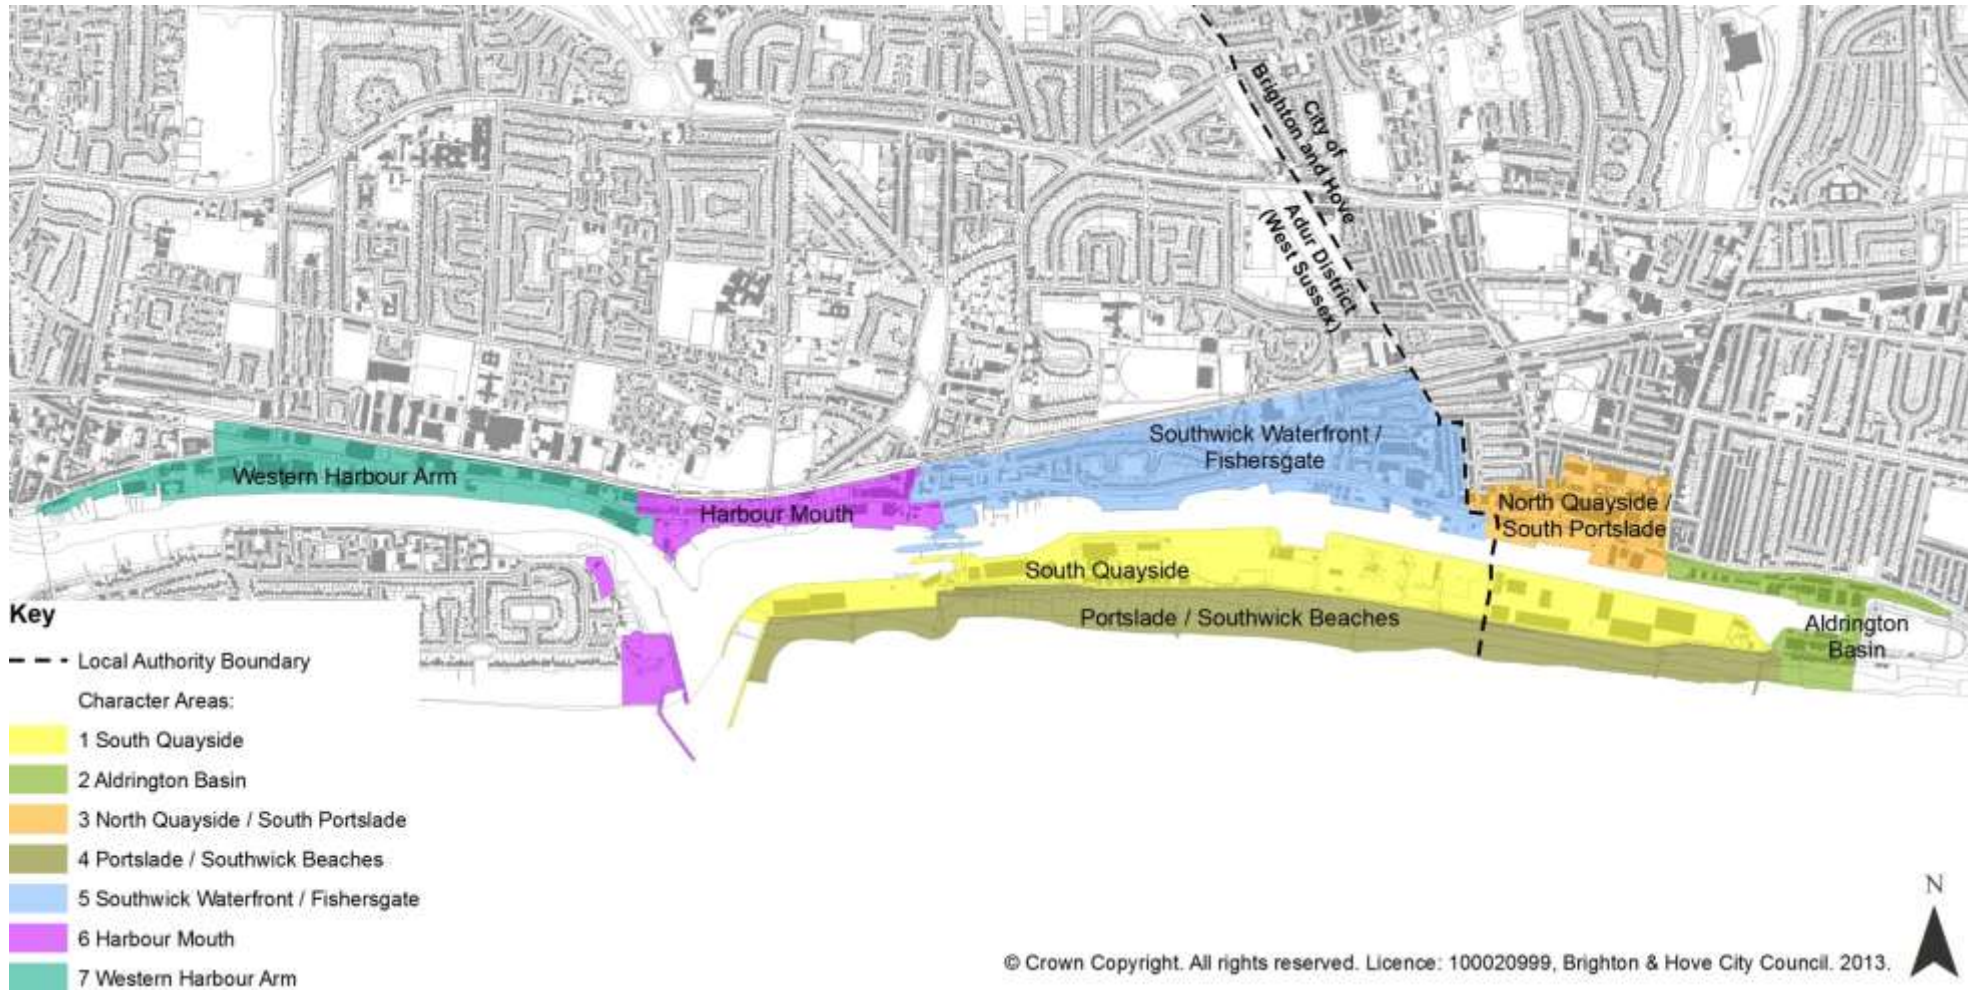 City of
Brighton and Hove
Adur District
(West Sussex)
Southwick Waterfront /
Fishersgate
Western Harbour Arm
Harbour Mouth
North Quayside /
South Portslade
South Quayside
Portslade / Southwick Beaches
Aldrington
Basin
Key
Local Authority Boundary
Character Areas:
1 South Quayside
2 Aldrington Basin
3 North Quayside / South Portslade
4 Portslade / Southwick Beaches
5 Southwick Waterfront / Fishersgate
6 Harbour Mouth
7 Western Harbour Arm
N
© Crown Copyright. All rights reserved. Licence: 100020999, Brighton & Hove City Council. 2013.